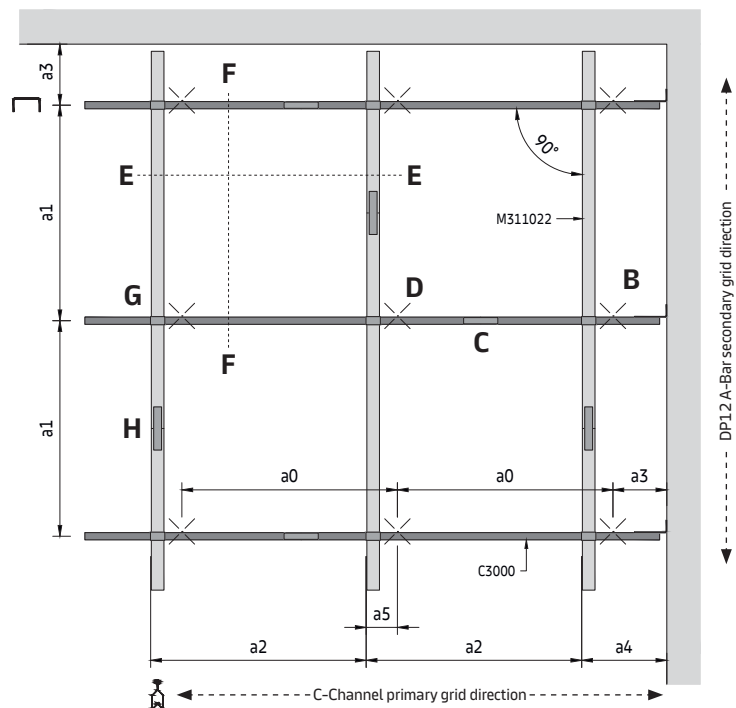 F
a3
90°
E
E
M311022
a1
G
D
B
C
F
H
a1
a0
a0
a3
C3000
a5
a2
a2
a4
C-Channel primary grid direction
DP12 A-Bar secondary grid direction